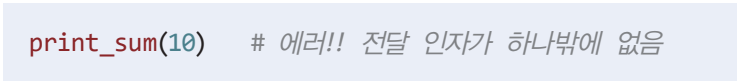 print_sum(10)   # 에러!! 전달 인자가 하나밖에 없음